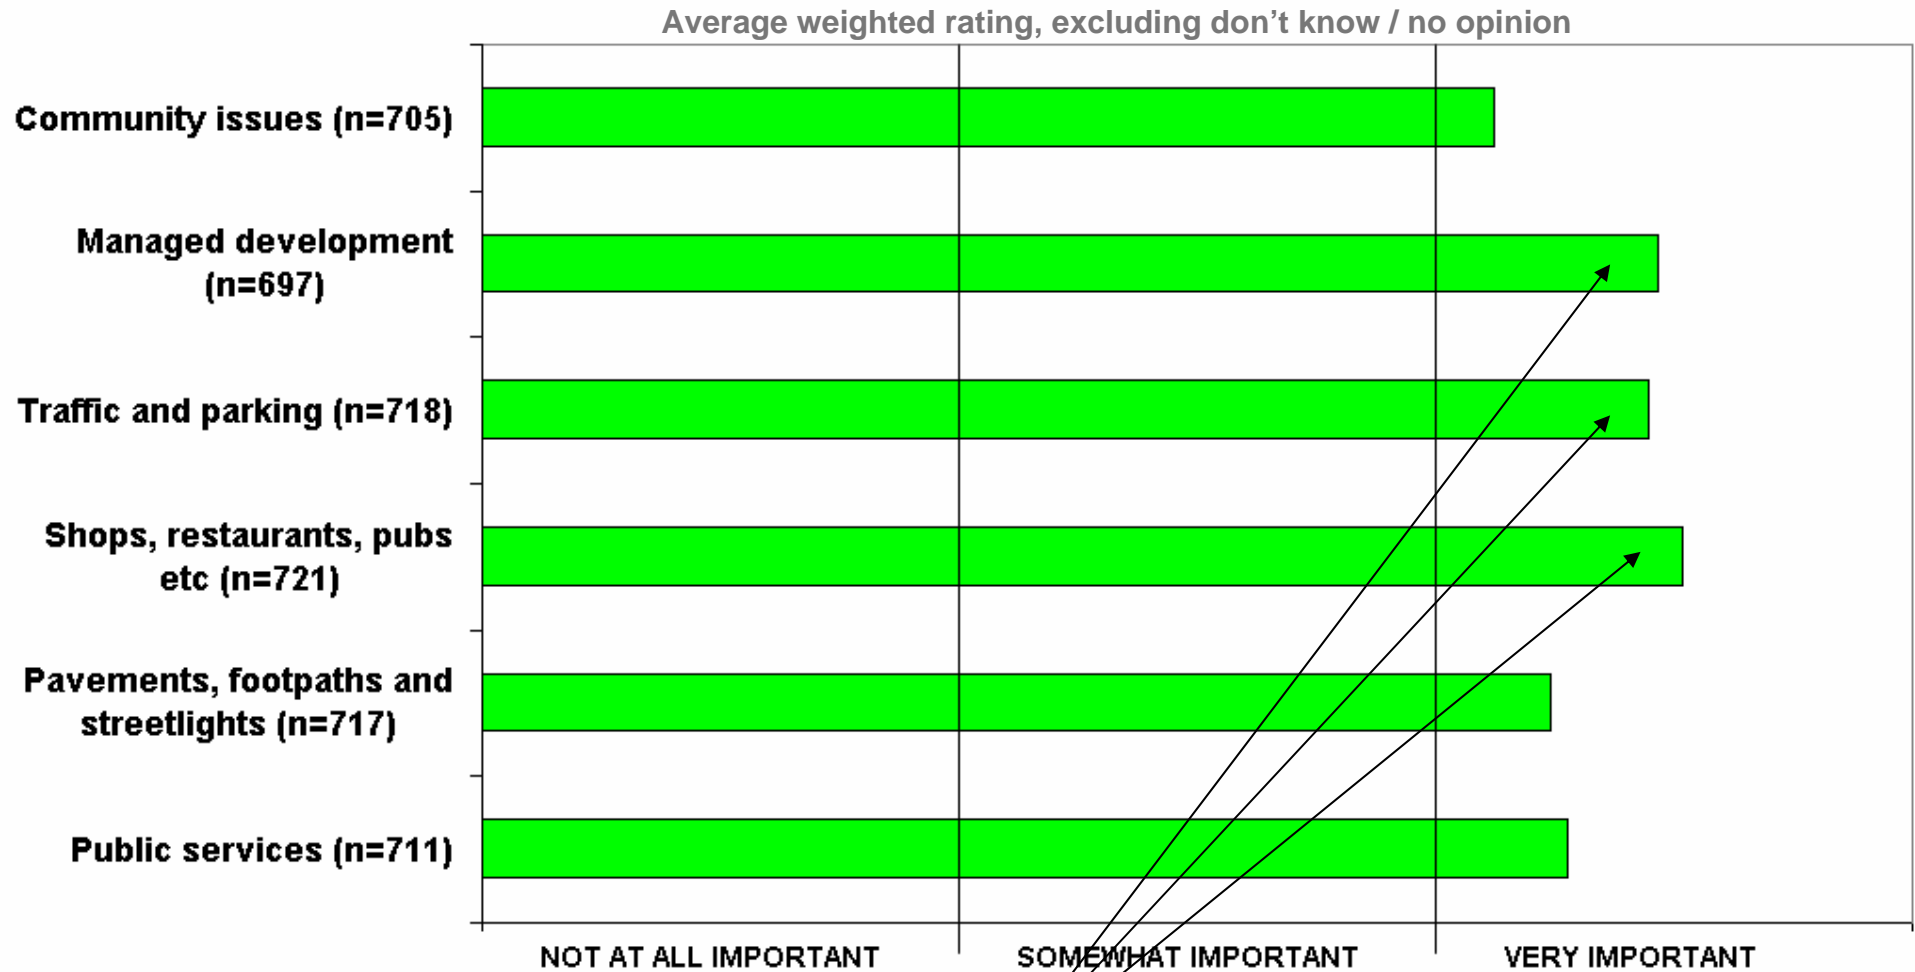 Average weighted rating, excluding don’t know / no opinion
Community issues (n=705)
Managed development
(n=697)
Traffic and parking (n=718)
Shops, restaurants, pubs
etc (n=721)
Pavements, footpaths and
streetlights (n=717)
Public services (n=711)
NOT AT ALL IMPORTANT SOMEWHAT IMPORTANT VERY IMPORTANT